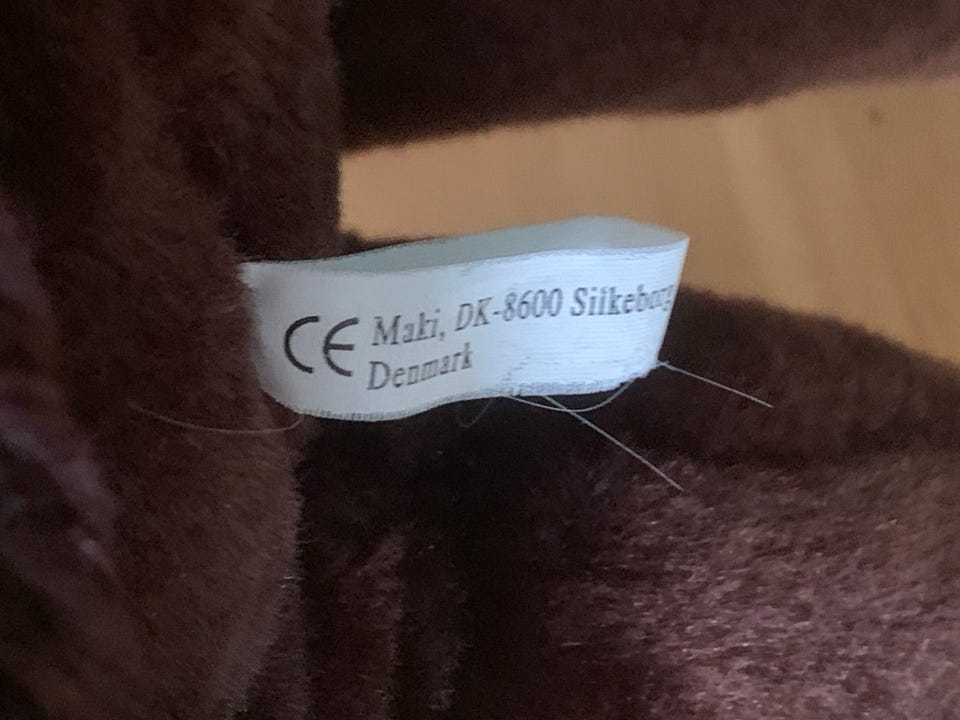 CE Maki, DK-8600 Silkeborg
Denmark